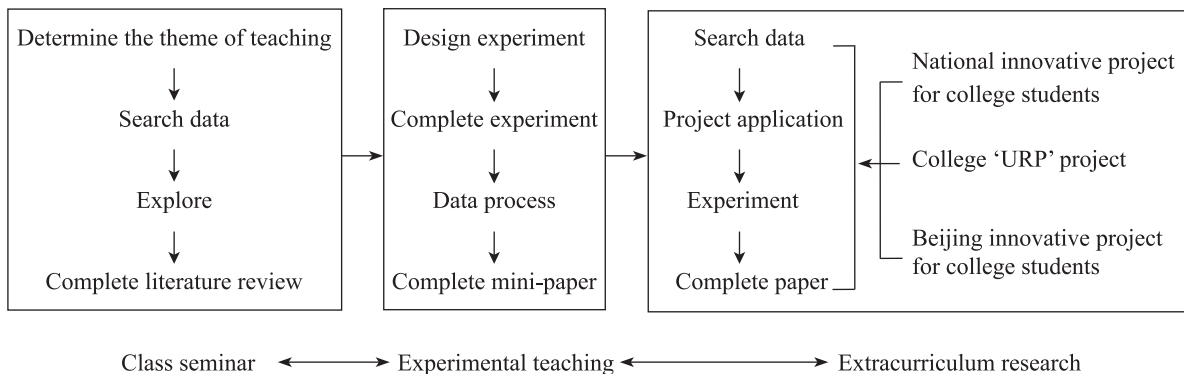 Determine the theme of teaching
Search data
Explore
Complete literature review
Design experiment
Complete experiment
Data process
Complete mini-paper
Search data
Project application
Experiment
Complete paper
National innovative project
for college students
College ‘URP’ project
Beijing innovative project
for college students
Class seminar
Experimental teaching
Extracurriculum research